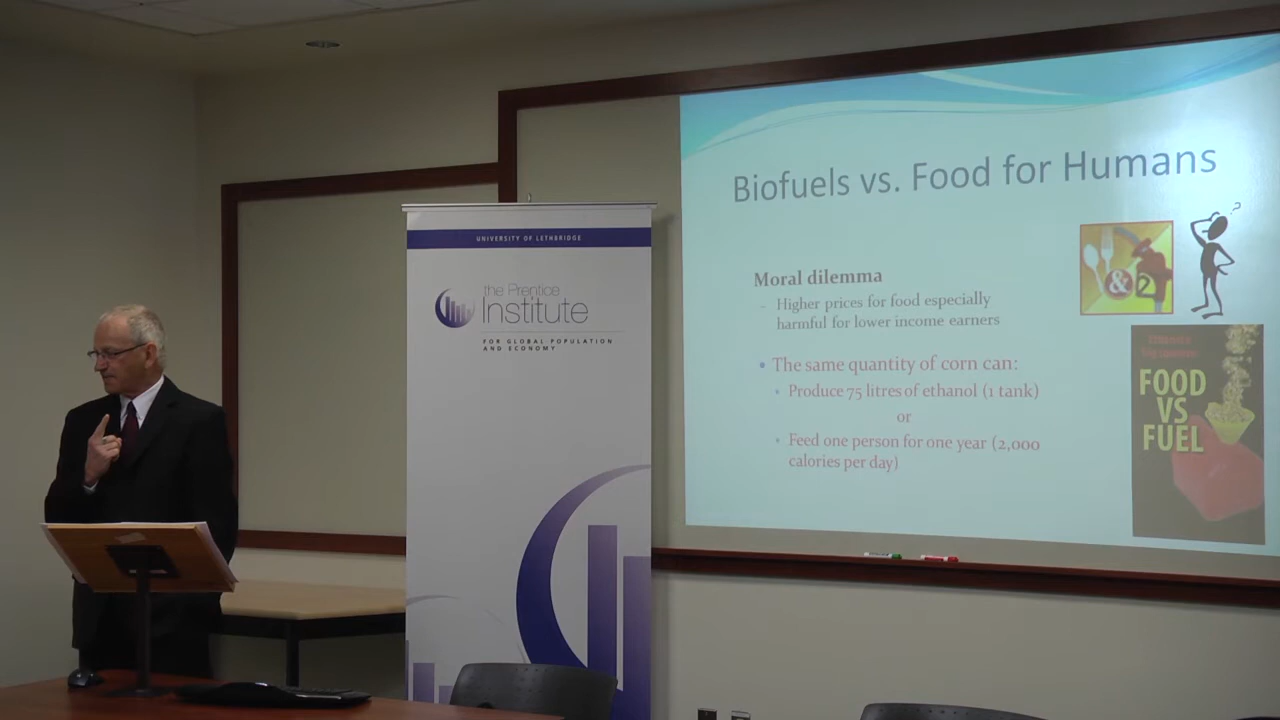 UNIVERSITY OF LETHBRIDGE
the Prentice
Institute
FOR GLOBAL POPULATION
AND ECONOMY
Biofuels vs. Food for Humans
Moral dilemma
- Higher prices for food especially
harmful for lower income earners
• The same quantity of corn can:
• Produce 75 litres of ethanol (1 tank)
or
• Feed one person for one year (2,000
calories per day)
&
?
FOOD
VS
FUEL